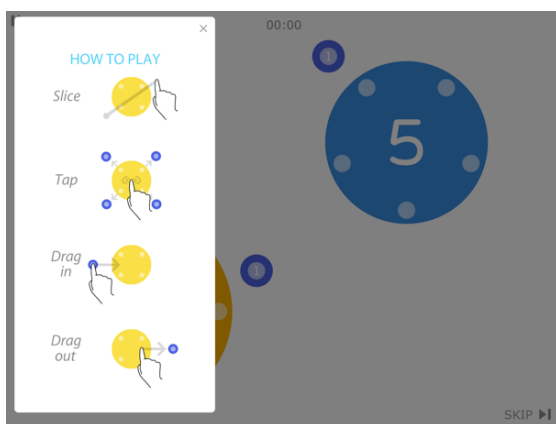 ×
00:00
HOW TO PLAY
Slice
Tap
Drag
in
Drag
out
1
5
1
SKIP